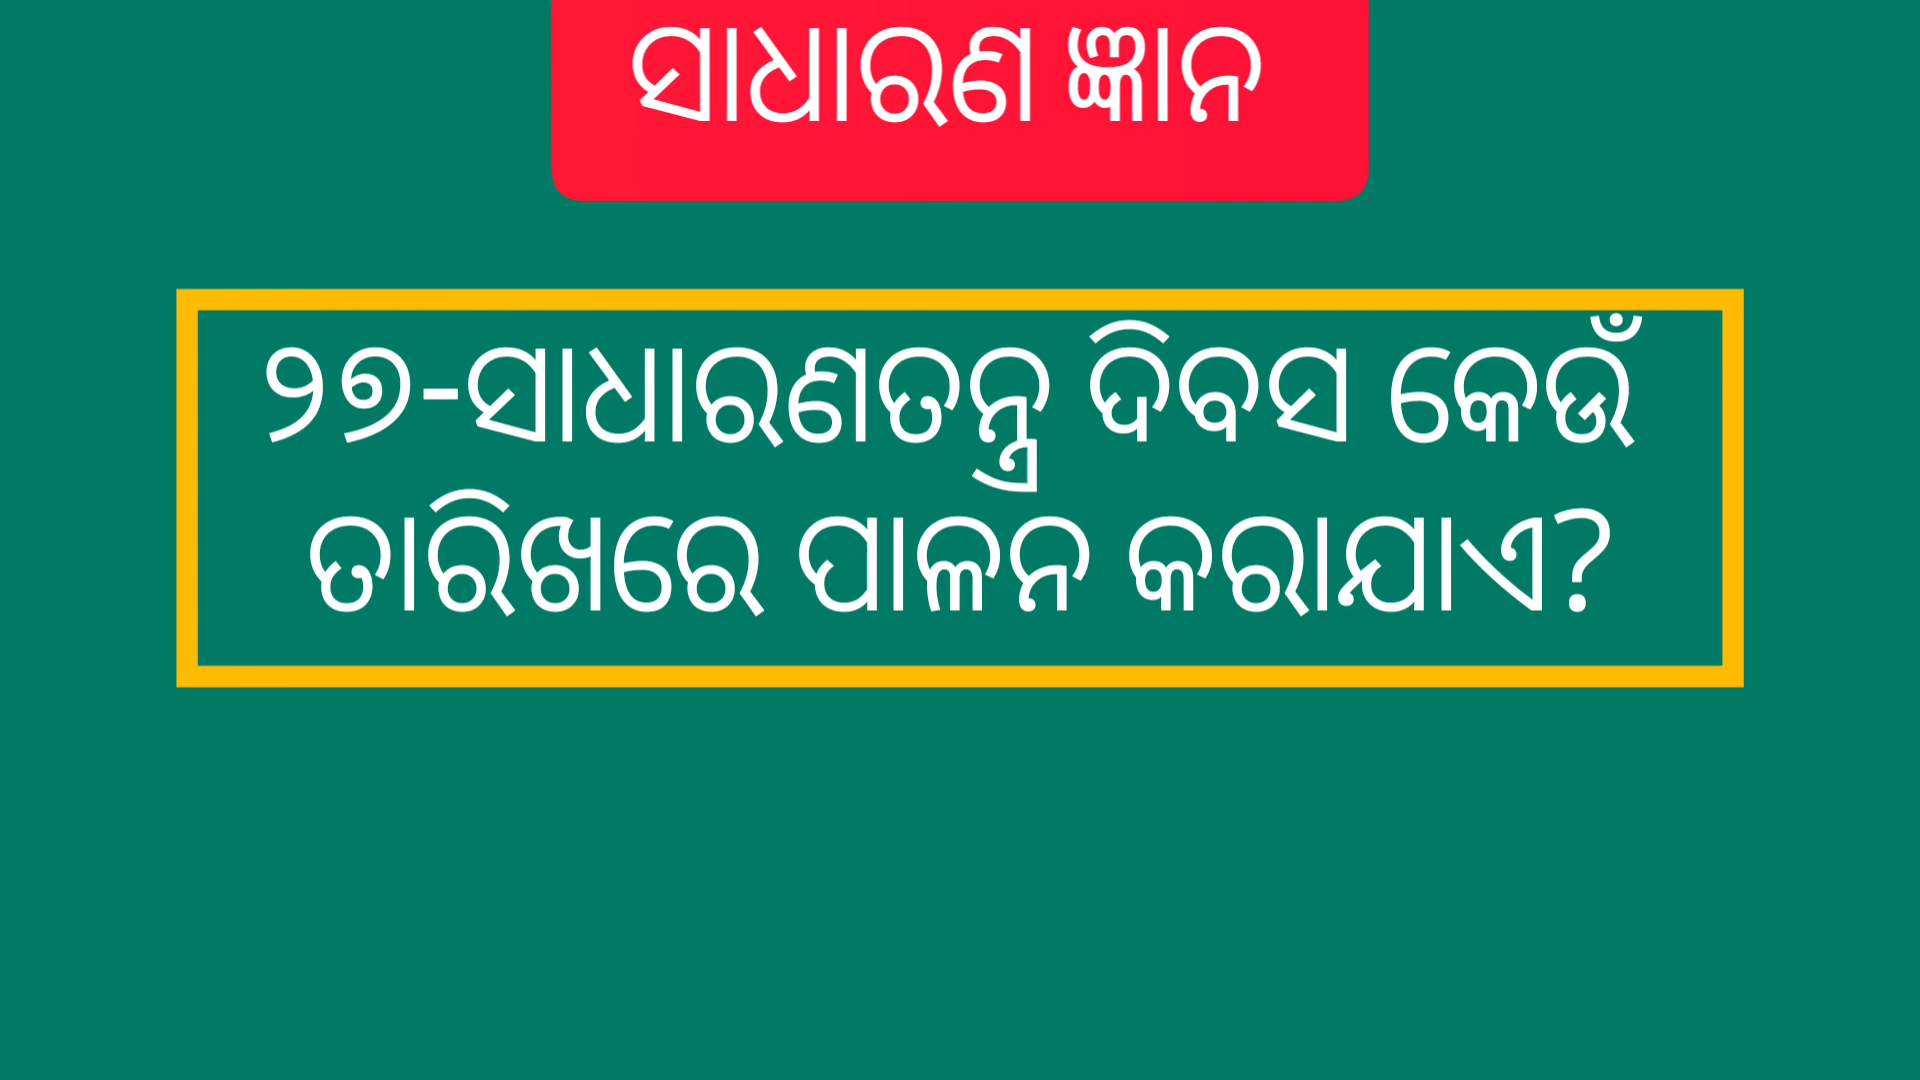 ସାଧାରଣ ଜ୍ଞାନ
୨୭-ସାଧାରଣତନ୍ତ୍ର ଦିବସ କେଉଁ
ତାରିଖରେ ପାଳନ କରାଯାଏ?